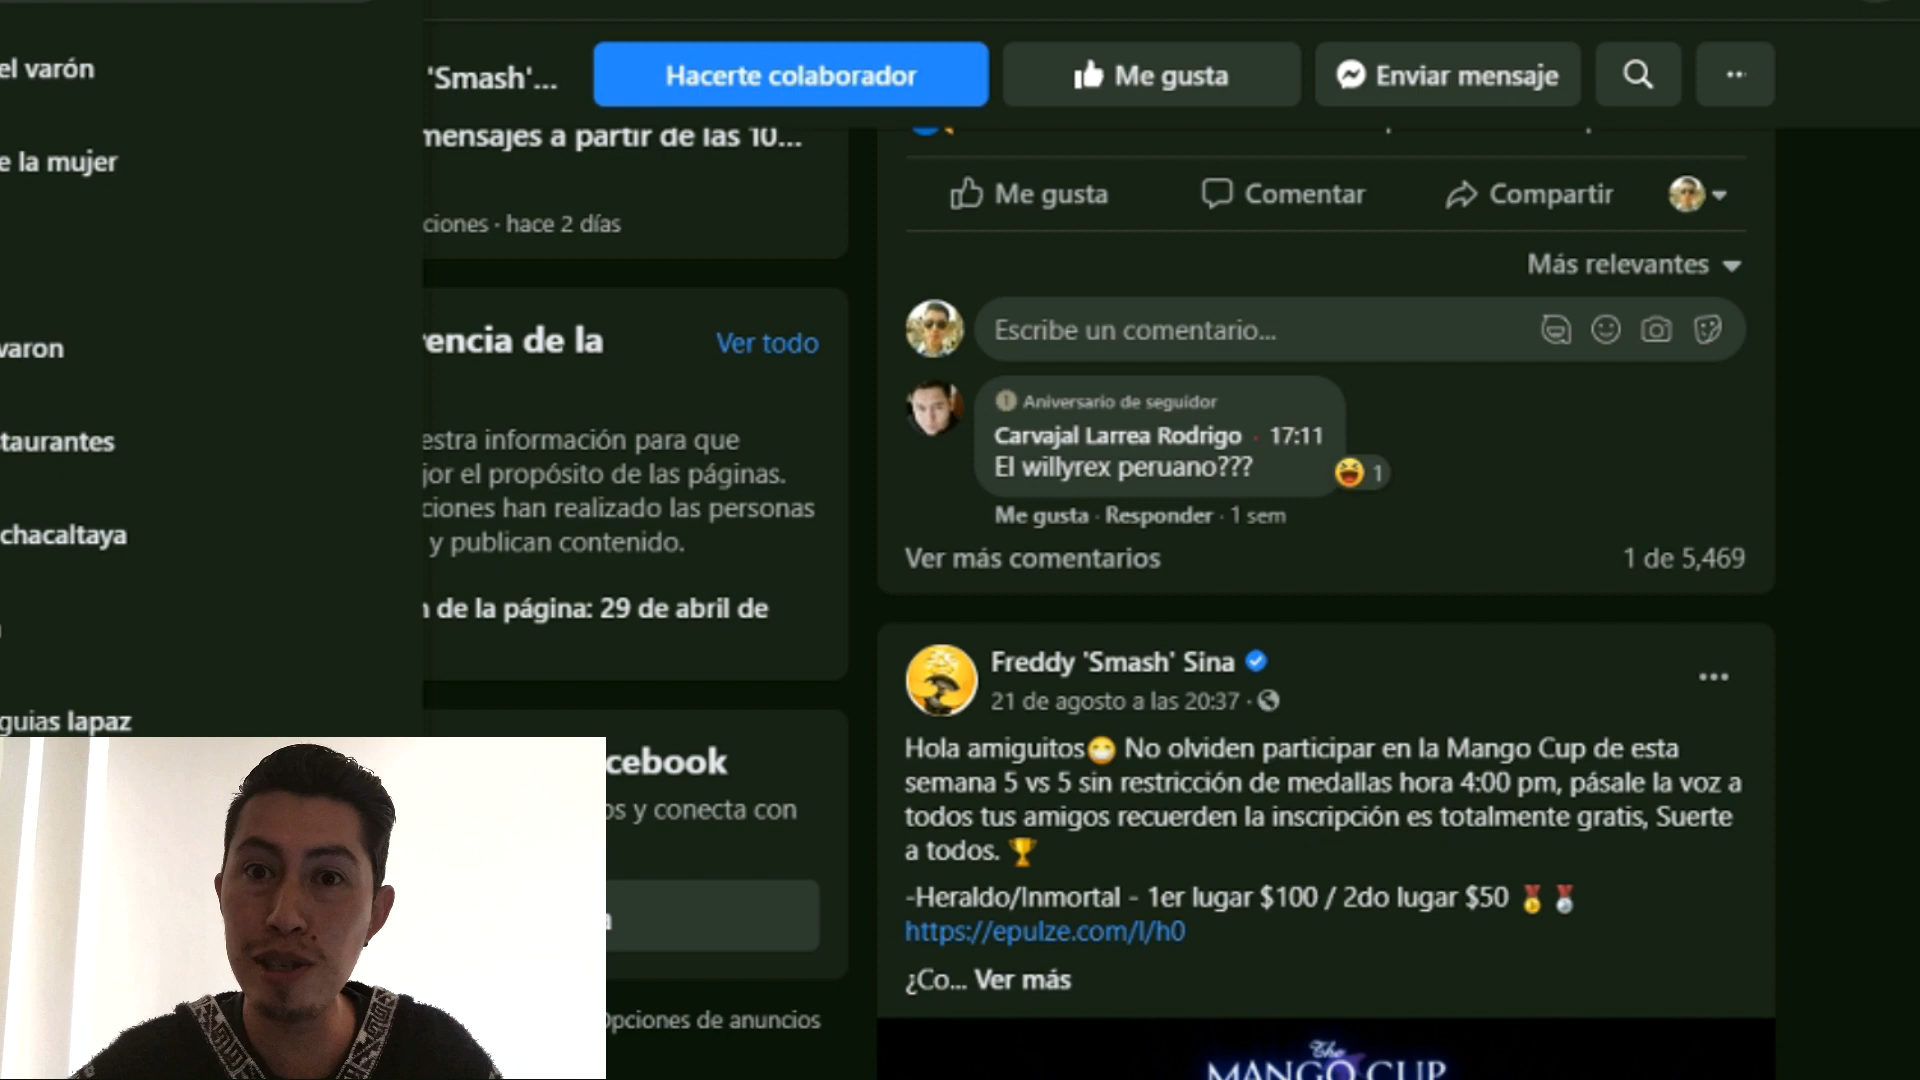 el varón
e la mujer
varon
taurantes
chacaltaya
guias lapaz
'Smash'...
Hacerte colaborador
Me gusta
Enviar mensaje
mensajes a partir de las 10...
ciones · hace 2 días
encia de la
Ver todo
estra información para que
jor el propósito de las páginas.
ciones han realizado las personas
y publican contenido.
n de la página: 29 de abril de
cebook
os y conecta con
Opciones de anuncios
Me gusta
Comentar
Compartir
Más relevantes
Escribe un comentario...
Aniversario de seguidor
Carvajal Larrea Rodrigo · 17:11
El willyrex peruano???
1
Me gusta · Responder · 1 sem
Ver más comentarios
1 de 5,469
Freddy 'Smash' Sina
21 de agosto a las 20:37 ·
Hola amiguitos😁 No olviden participar en la Mango Cup de esta
semana 5 vs 5 sin restricción de medallas hora 4:00 pm, pásale la voz a
todos tus amigos recuerden la inscripción es totalmente gratis, Suerte
a todos. 🏆
-Heraldo/Inmortal - 1er lugar $100 / 2do lugar $50 🥇🥈
https://epulze.com/l/h0
¿Co... Ver más
The
MANGO CUP